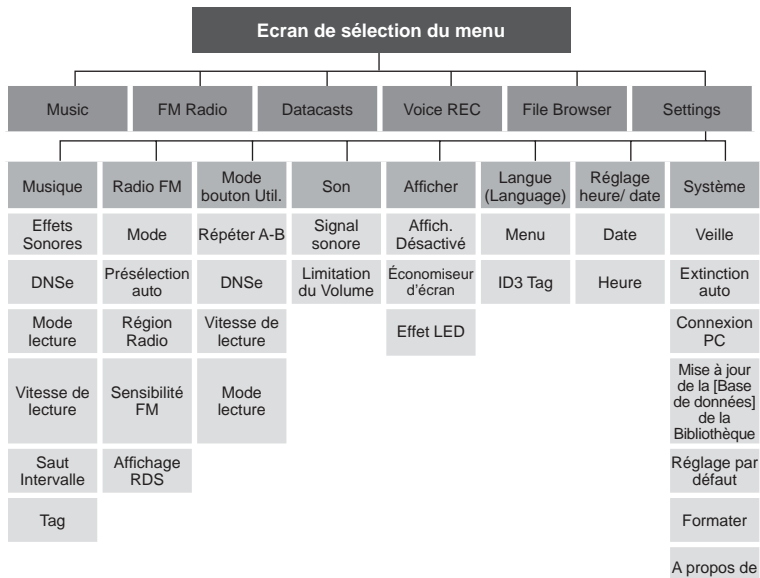 Ecran de sélection du menu
Music
FM Radio
Datacasts
Voice REC
File Browser
Settings
Musique
Radio FM
Mode
bouton Util.
Son
Afficher
Langue
(Language)
Réglage
heure/ date
Système
Effets
Sonores
DNSe
Mode
lecture
Vitesse de
lecture
Saut
Intervalle
Tag
Mode
Présélection
auto
Région
Radio
Sensibilité
FM
Affichage
RDS
Répéter A-B
DNSe
Vitesse de
lecture
Mode
lecture
Signal
sonore
Limitation
du Volume
Affich.
Désactivé
Économiseur
d'écran
Effet LED
Menu
ID3 Tag
Date
Heure
Veille
Extinction
auto
Connexion
PC
Mise à jour
de la [Base
de données]
de la
Bibliothèque
Réglage par
défaut
Formater
A propos de